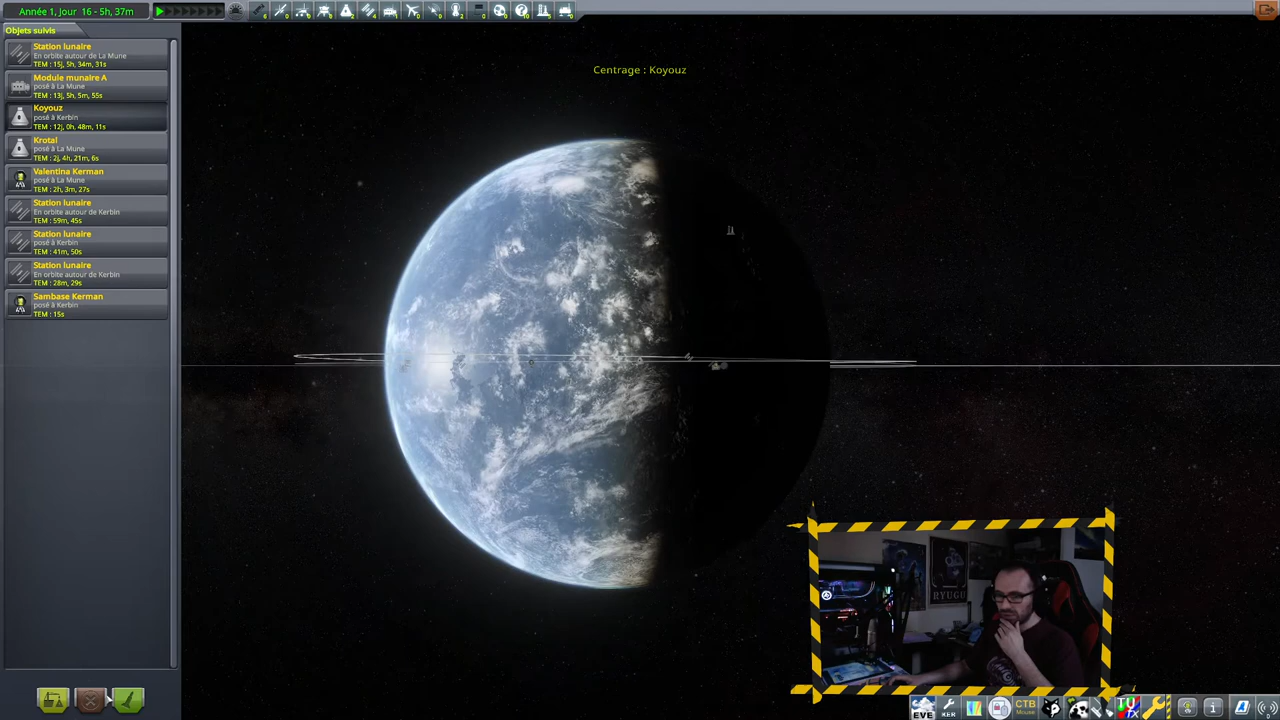 Année 1, Jour 16 - 5h, 37m
Objets suivis
Station lunaire
En orbite autour de La Mune
TEM : 15j, 5h, 34m, 31s
Module munaire A
posé à La Mune
TEM : 13j, 5h, 5m, 55s
Koyouz
posé à Kerbin
TEM : 12j, 0h, 48m, 11s
Krotal
posé à La Mune
TEM : 2j, 4h, 21m, 6s
Valentina Kerman
posé à La Mune
TEM : 2h, 3m, 27s
Station lunaire
En orbite autour de Kerbin
TEM : 59m, 45s
Station lunaire
posé à Kerbin
TEM : 41m, 50s
Station lunaire
En orbite autour de Kerbin
TEM : 28m, 29s
Sambase Kerman
posé à Kerbin
TEM : 15s
Centrage : Koyouz
RYUGU
EVE
KER
CTB
Mouse